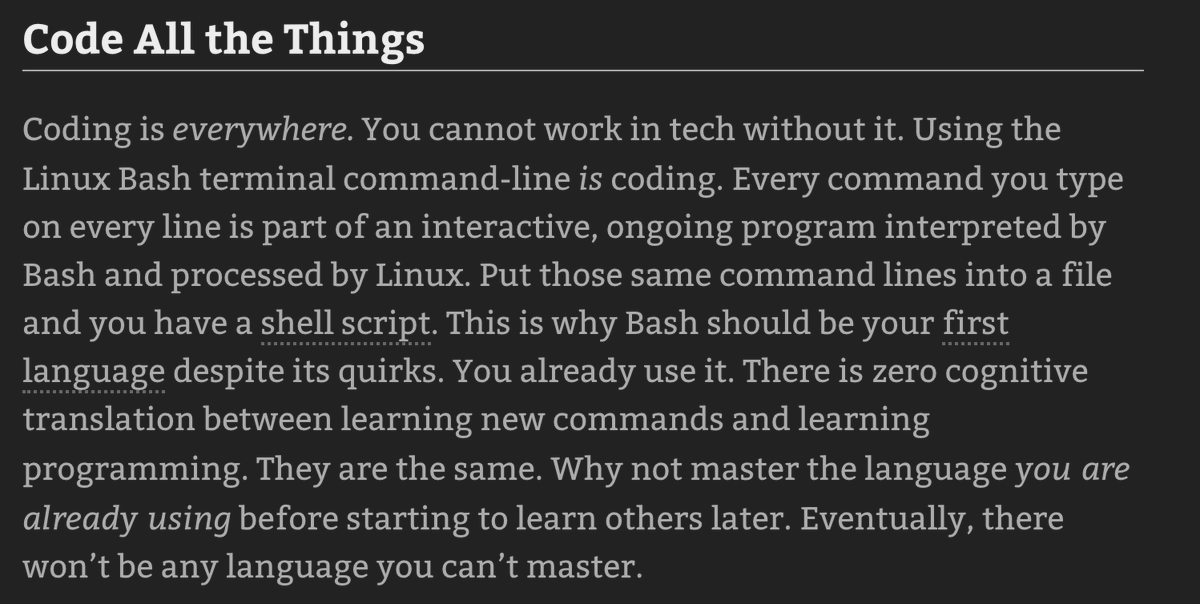 Code All the Things
Coding is everywhere. You cannot work in tech without it. Using the
Linux Bash terminal command-line is coding. Every command you type
on every line is part of an interactive, ongoing program interpreted by
Bash and processed by Linux. Put those same command lines into a file
and you have a shell script. This is why Bash should be your first
language despite its quirks. You already use it. There is zero cognitive
translation between learning new commands and learning
programming. They are the same. Why not master the language you are
already using before starting to learn others later. Eventually, there
won’t be any language you can’t master.